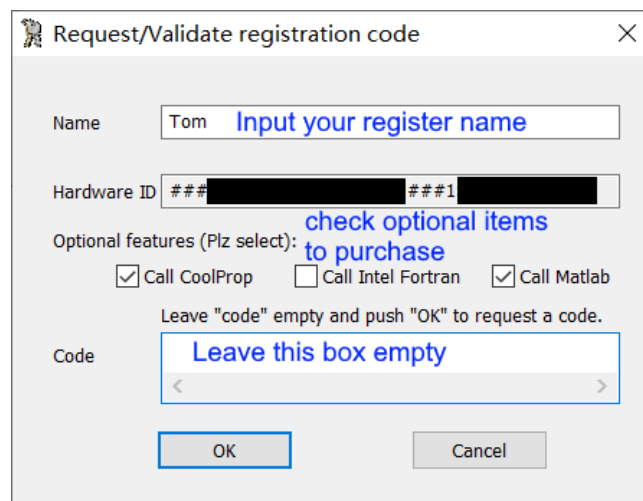 Request/Validate registration code
Name
Tom Input your register name
Hardware ID ### ###1
check optional items
to purchase
Optional features (Plz select):
Call CoolProp Call Intel Fortran Call Matlab
Leave "code" empty and push "OK" to request a code.
Code
Leave this box empty
OK Cancel